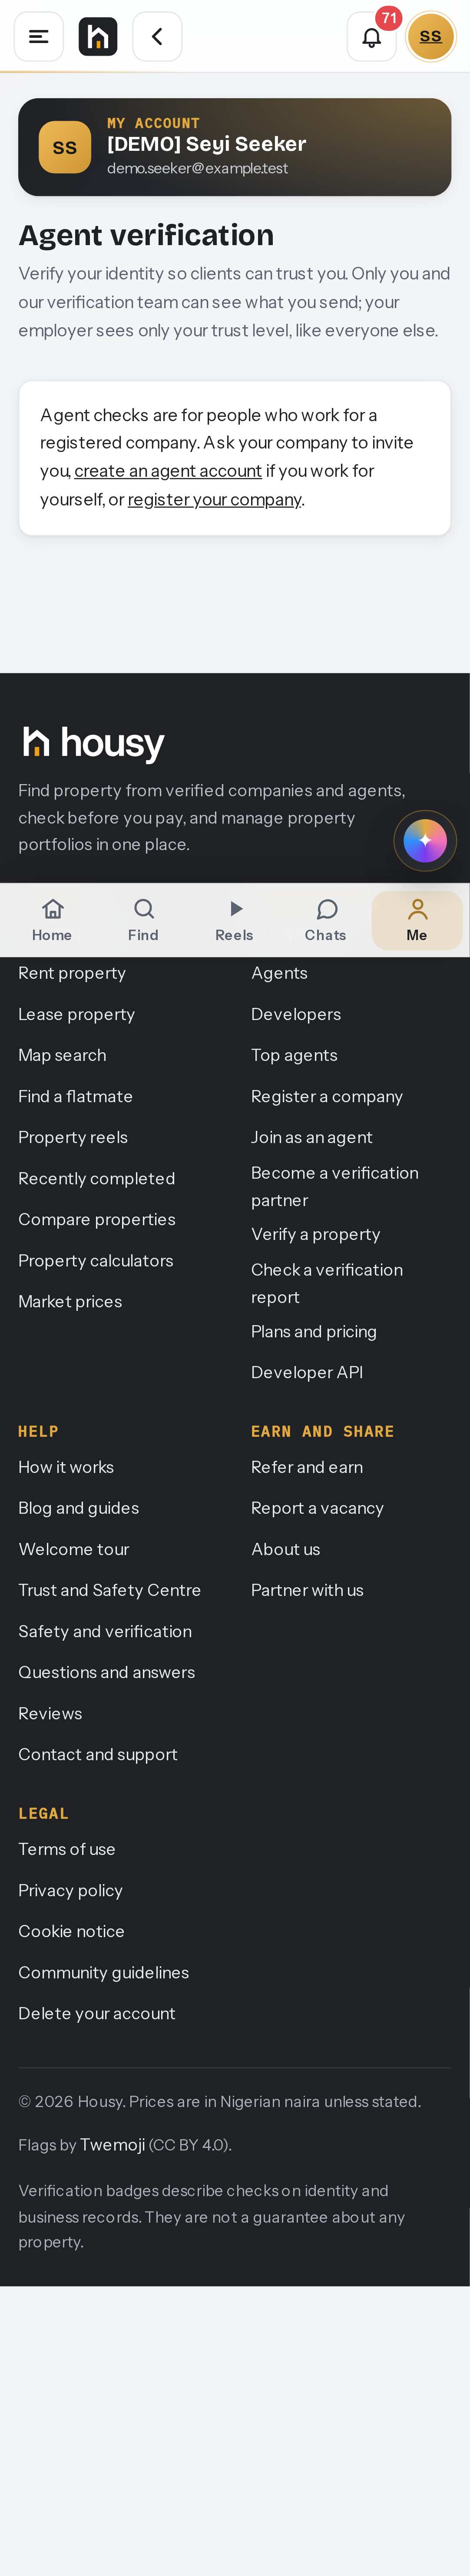 71
SS
SS
MY ACCOUNT
[DEMO] Seyi Seeker
demo.seeker@example.test
Agent verification
Verify your identity so clients can trust you. Only you and
our verification team can see what you send; your
employer sees only your trust level, like everyone else.
Agent checks are for people who work for a
registered company. Ask your company to invite
you, create an agent account if you work for
yourself, or register your company.
housy
Find property from verified companies and agents,
check before you pay, and manage property
portfolios in one place.
Home
Find
Reels
Chats
Me
Rent property
Lease property
Map search
Find a flatmate
Property reels
Recently completed
Compare properties
Property calculators
Market prices
Agents
Developers
Top agents
Register a company
Join as an agent
Become a verification
partner
Verify a property
Check a verification
report
Plans and pricing
Developer API
HELP
How it works
Blog and guides
Welcome tour
Trust and Safety Centre
Safety and verification
Questions and answers
Reviews
Contact and support
EARN AND SHARE
Refer and earn
Report a vacancy
About us
Partner with us
LEGAL
Terms of use
Privacy policy
Cookie notice
Community guidelines
Delete your account
© 2026 Housy. Prices are in Nigerian naira unless stated.
Flags by Twemoji (CC BY 4.0).
Verification badges describe checks on identity and
business records. They are not a guarantee about any
property.